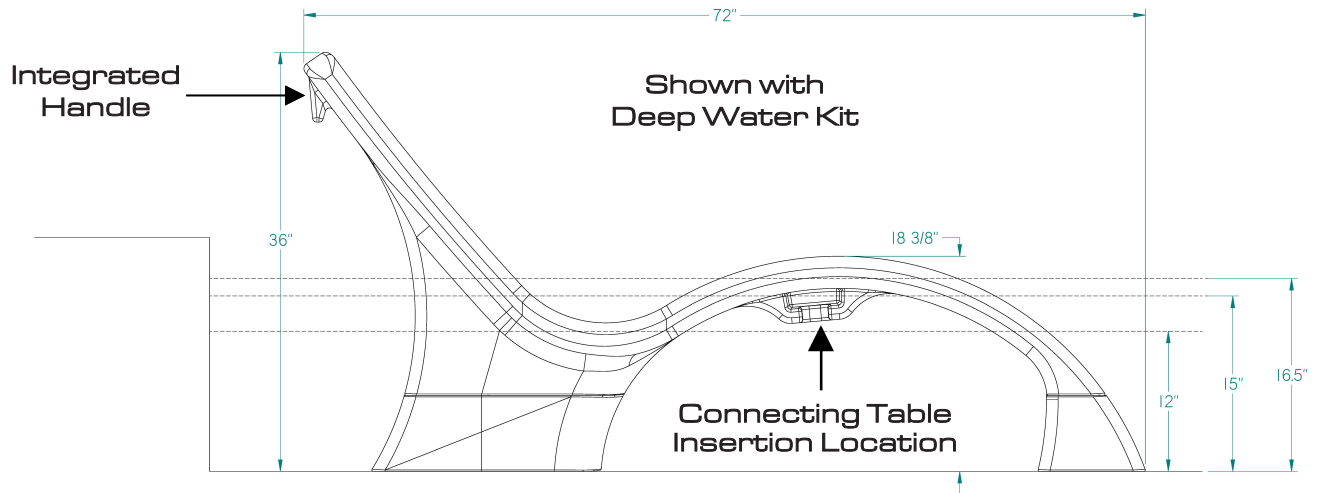 72"
Integrated
Handle
Shown with
Deep Water Kit
36"
18 3/8"
12"
15"
16.5"
Connecting Table
Insertion Location